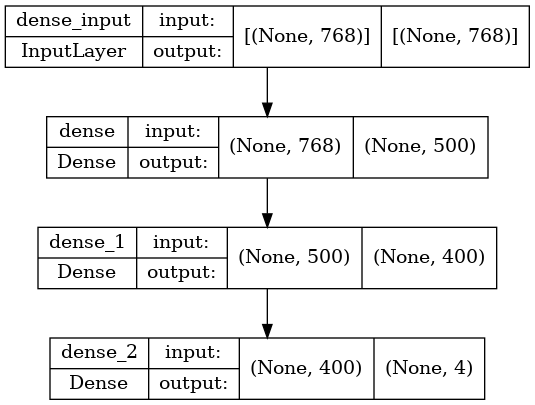 dense_input input: [(None, 768)] [(None, 768)]
InputLayer output:
dense input: (None, 768) (None, 500)
Dense output:
dense_1 input: (None, 500) (None, 400)
Dense output:
dense_2 input: (None, 400) (None, 4)
Dense output: